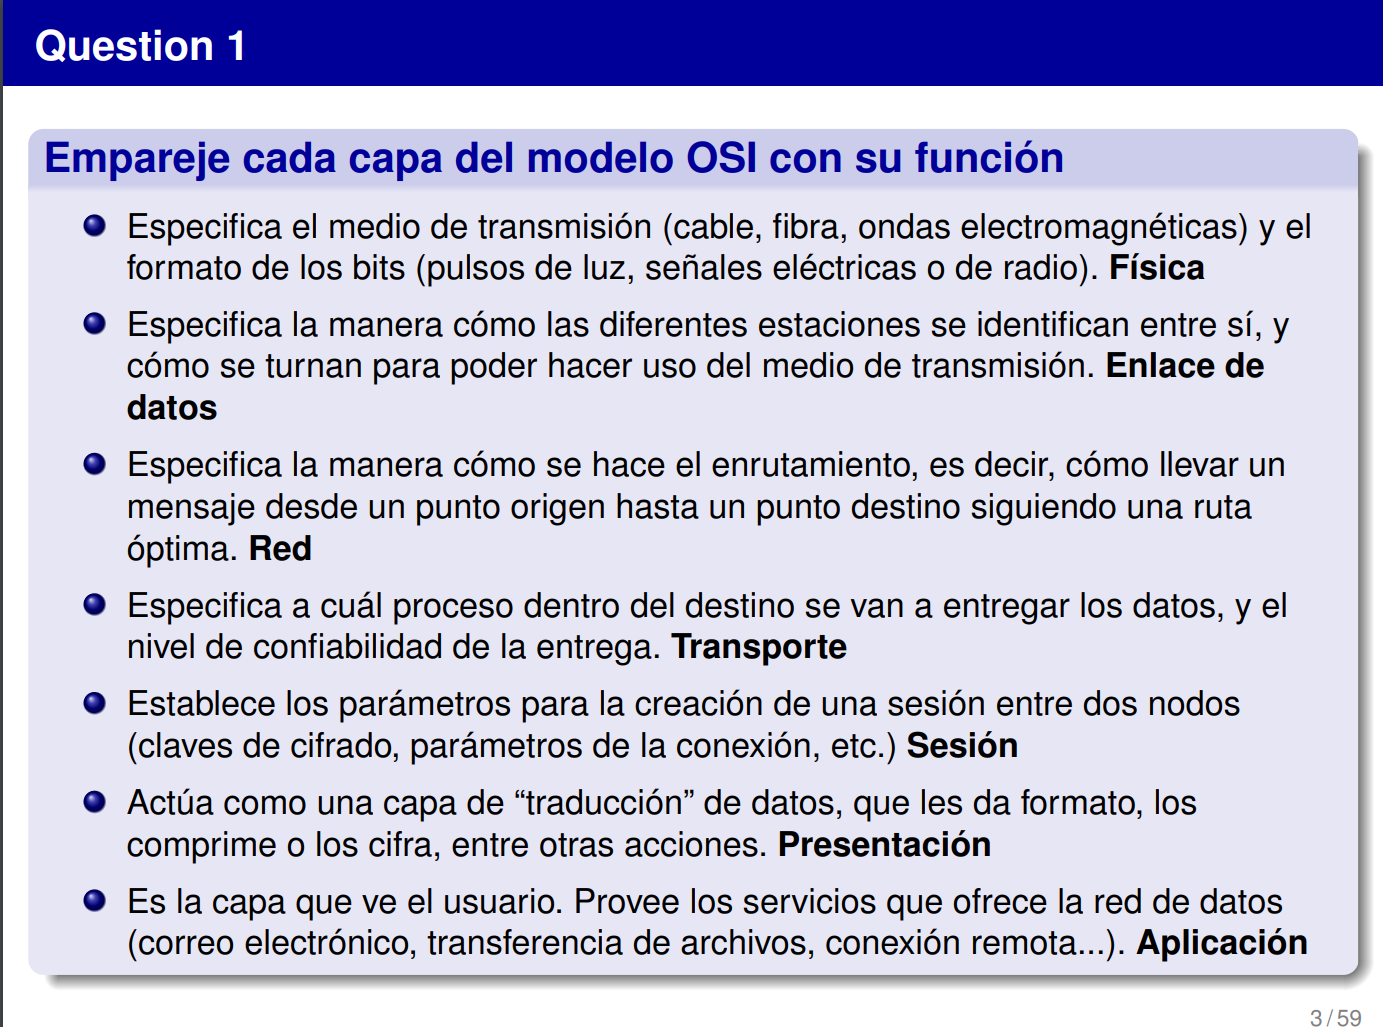 Question 1
Empareje cada capa del modelo OSI con su función
Especifica el medio de transmisión (cable, fibra, ondas electromagnéticas) y el
formato de los bits (pulsos de luz, señales eléctricas o de radio). Física
Especifica la manera cómo las diferentes estaciones se identifican entre sí, y
cómo se turnan para poder hacer uso del medio de transmisión. Enlace de
datos
Especifica la manera cómo se hace el enrutamiento, es decir, cómo llevar un
mensaje desde un punto origen hasta un punto destino siguiendo una ruta
óptima. Red
Especifica a cuál proceso dentro del destino se van a entregar los datos, y el
nivel de confiabilidad de la entrega. Transporte
Establece los parámetros para la creación de una sesión entre dos nodos
(claves de cifrado, parámetros de la conexión, etc.) Sesión
Actúa como una capa de “traducción” de datos, que les da formato, los
comprime o los cifra, entre otras acciones. Presentación
Es la capa que ve el usuario. Provee los servicios que ofrece la red de datos
(correo electrónico, transferencia de archivos, conexión remota...). Aplicación
3 / 59